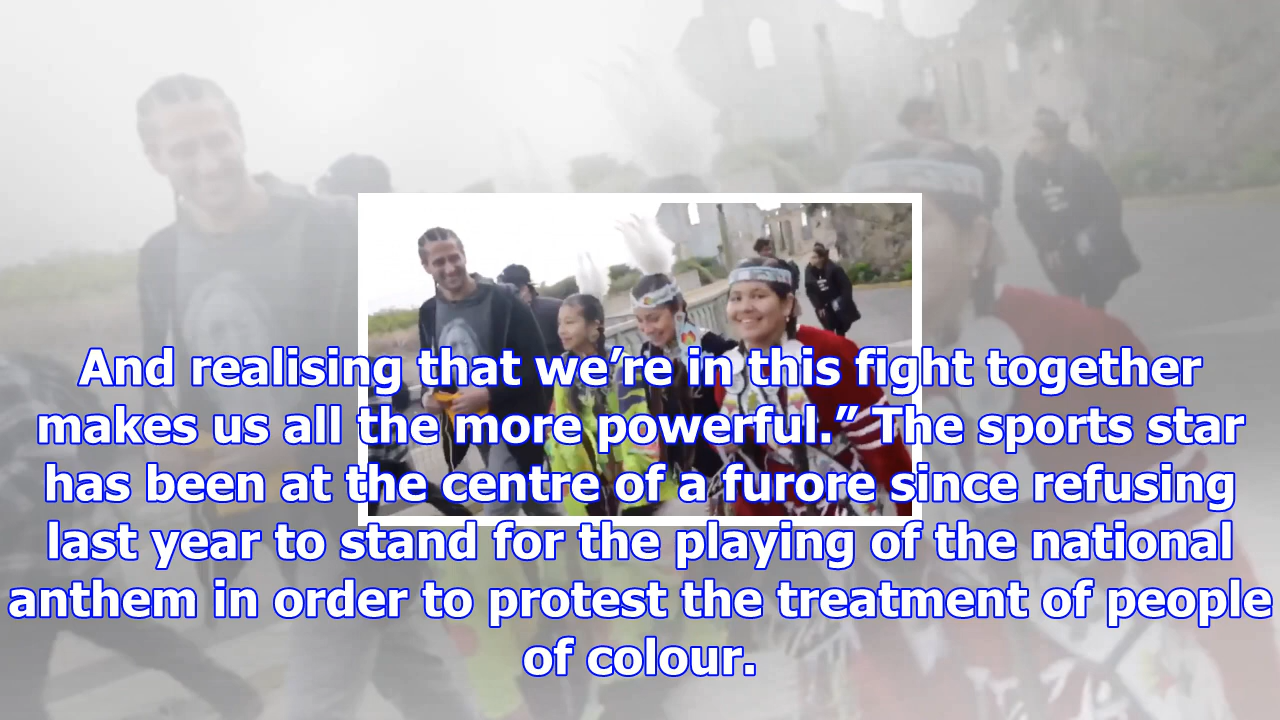 And realising that we’re in this fight together
makes us all the more powerful.” The sports star
has been at the centre of a furore since refusing
last year to stand for the playing of the national
anthem in order to protest the treatment of people
of colour.